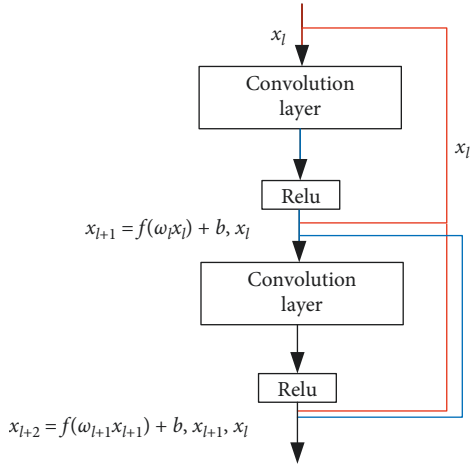 x_l
Convolution
layer
x_l
Relu
x_{l+1} = f(ω_l x_l) + b, x_l
Convolution
layer
Relu
x_{l+2} = f(ω_{l+1} x_{l+1}) + b, x_{l+1}, x_l